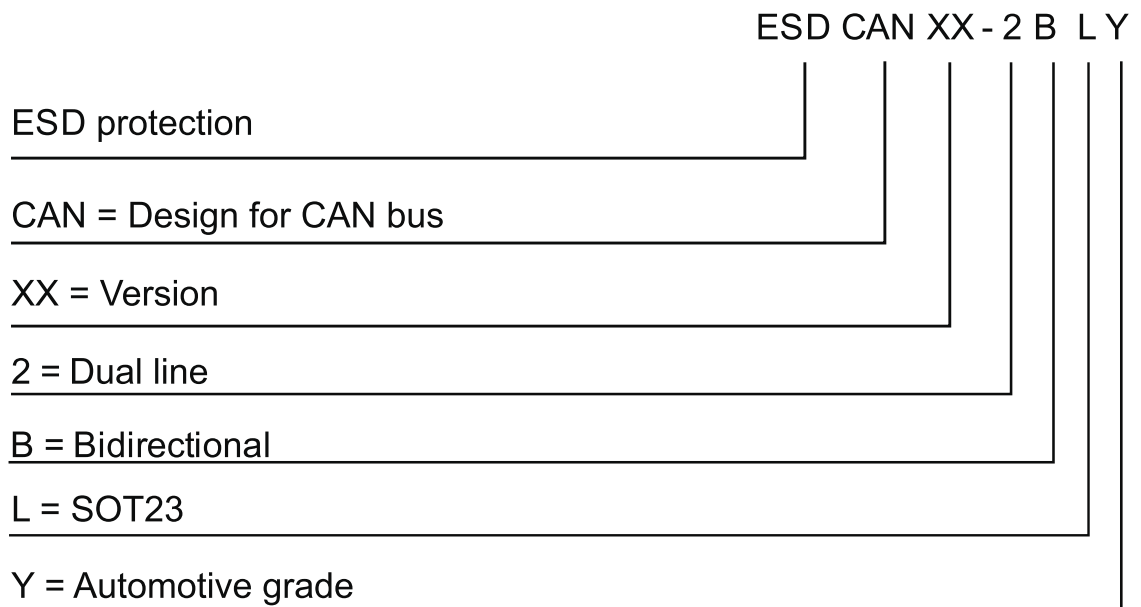 ESD CAN XX - 2 B L Y
ESD protection
CAN = Design for CAN bus
XX = Version
2 = Dual line
B = Bidirectional
L = SOT23
Y = Automotive grade